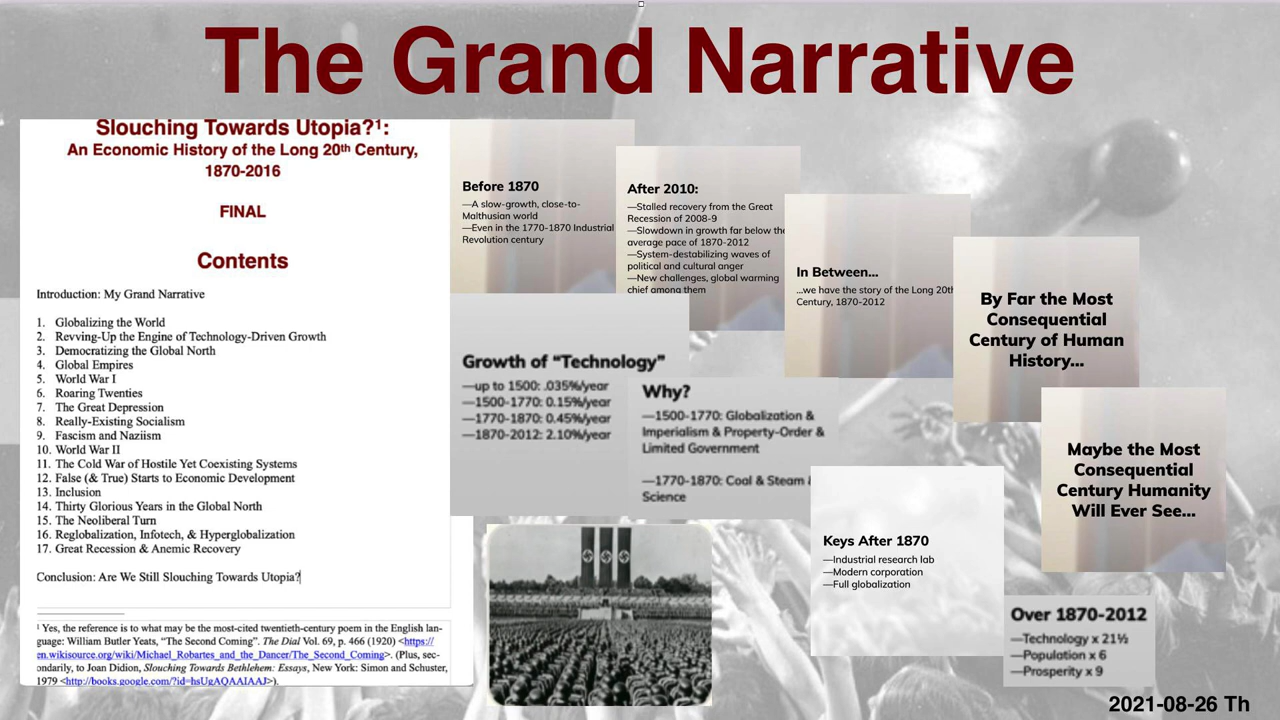 The Grand Narrative
Slouching Towards Utopia?¹:
An Economic History of the Long 20th Century,
1870-2016
FINAL
Contents
Introduction: My Grand Narrative
1. Globalizing the World
2. Revving-Up the Engine of Technology-Driven Growth
3. Democratizing the Global North
4. Global Empires
5. World War I
6. Roaring Twenties
7. The Great Depression
8. Really-Existing Socialism
9. Fascism and Naziism
10. World War II
11. The Cold War of Hostile Yet Coexisting Systems
12. False (& True) Starts to Economic Development
13. Inclusion
14. Thirty Glorious Years in the Global North
15. The Neoliberal Turn
16. Reglobalization, Infotech, & Hyperglobalization
17. Great Recession & Anemic Recovery
Conclusion: Are We Still Slouching Towards Utopia?
¹ Yes, the reference is to what may be the most-cited twentieth-century poem in the English lan-
guage: William Butler Yeats, “The Second Coming”. The Dial Vol. 69, p. 466 (1920) <https://
en.wikisource.org/wiki/Michael_Robartes_and_the_Dancer/The_Second_Coming>. (Plus, sec-
ondarily, to Joan Didion, Slouching Towards Bethlehem: Essays, New York: Simon and Schuster,
1979 <http://books.google.com/?id=hsUgAQAAIAAJ>).
Before 1870
—A slow-growth, close-to-
Malthusian world
—Even in the 1770-1870 Industrial
Revolution century
After 2010:
—Stalled recovery from the Great
Recession of 2008-9
—Slowdown in growth far below the
average pace of 1870-2012
—System-destabilizing waves of
political and cultural anger
—New challenges, global warming
chief among them
In Between...
...we have the story of the Long 20th
Century, 1870-2012
By Far the Most
Consequential
Century of Human
History...
Growth of “Technology”
—up to 1500: .035%/year
—1500-1770: 0.15%/year
—1770-1870: 0.45%/year
—1870-2012: 2.10%/year
Why?
—1500-1770: Globalization &
Imperialism & Property-Order &
Limited Government
—1770-1870: Coal & Steam &
Science
Maybe the Most
Consequential
Century Humanity
Will Ever See...
Keys After 1870
—Industrial research lab
—Modern corporation
—Full globalization
Over 1870-2012
—Technology x 21½
—Population x 6
—Prosperity x 9
2021-08-26 Th